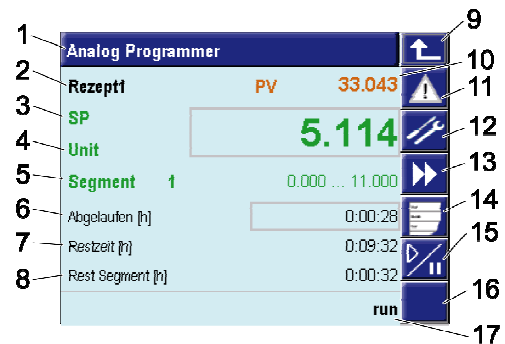 1
Analog Programmer
9
2
Rezept1
PV
33.043
10
11
3
SP
5.114
12
4
Unit
5
Segment 1
0.000 ... 11.000
13
6
Abgelaufen [h]
0:00:28
14
7
Restzeit [h]
0:09:32
15
8
Rest Segment [h]
0:00:32
16
run
17